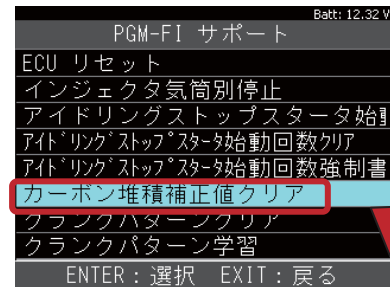 Batt: 12.32 V
PGM-FI サポート
ECU リセット
インジェクタ気筒別停止
アイドリングストップスタータ始動
ｱｲﾄﾞﾘﾝｸﾞｽﾄｯﾌﾟｽﾀｰﾀ始動回数ｸﾘｱ
ｱｲﾄﾞﾘﾝｸﾞｽﾄｯﾌﾟｽﾀｰﾀ始動回数強制書
カーボン堆積補正値クリア
クランクパターンクリア
クランクパターン学習
ENTER：選択 EXIT：戻る